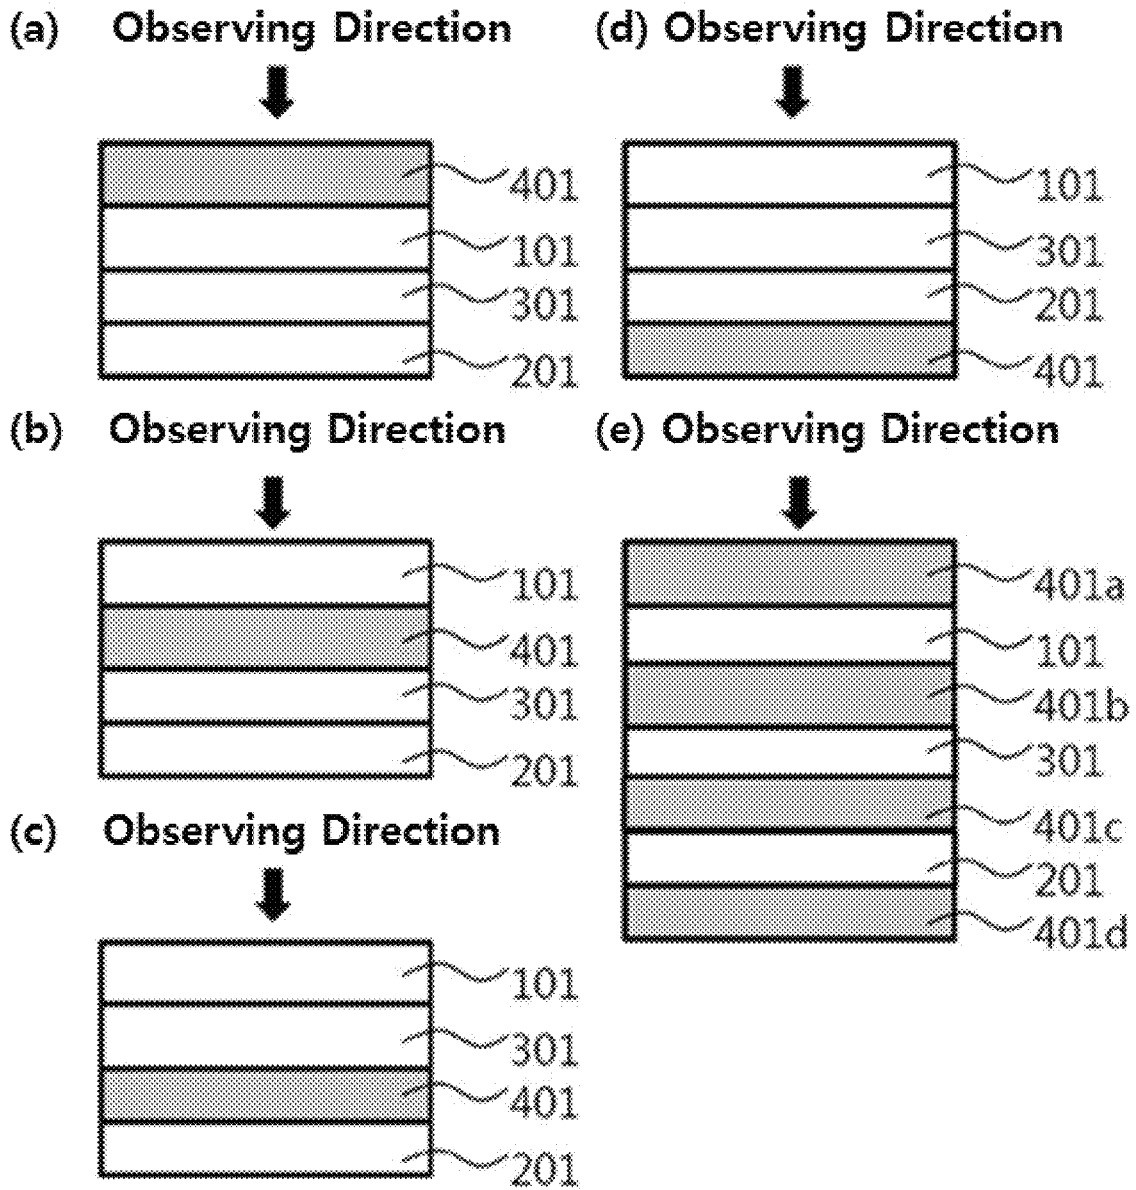 (a) Observing Direction
401
101
301
201
(b) Observing Direction
101
401
301
201
(c) Observing Direction
101
301
401
201
(d) Observing Direction
101
301
201
401
(e) Observing Direction
401a
101
401b
301
401c
201
401d